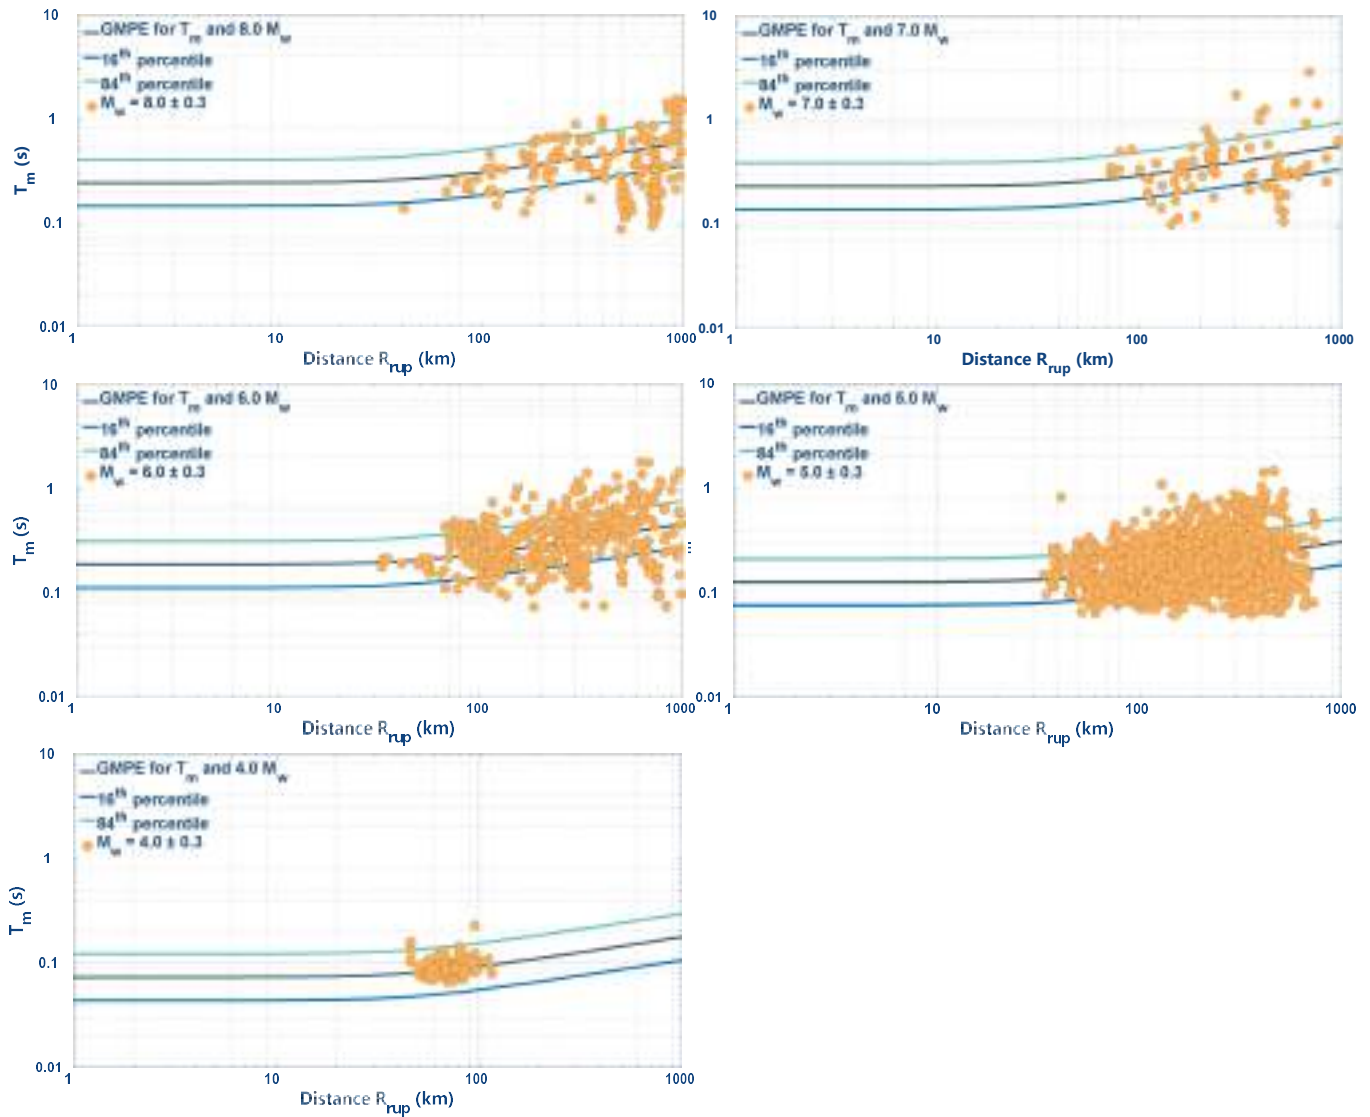 10
GMPE for Tm and 8.0 Mw
16th percentile
84th percentile
Mw = 8.0 ± 0.3
1
Tm (s)
0.1
0.01
1 10 100 1000
Distance Rrup (km)
10
GMPE for Tm and 7.0 Mw
16th percentile
84th percentile
Mw = 7.0 ± 0.3
1
0.1
0.01
1 10 100 1000
Distance Rrup (km)
10
GMPE for Tm and 6.0 Mw
16th percentile
84th percentile
Mw = 6.0 ± 0.3
1
Tm (s)
0.1
0.01
1 10 100 1000
Distance Rrup (km)
10
GMPE for Tm and 5.0 Mw
16th percentile
84th percentile
Mw = 5.0 ± 0.3
1
0.1
0.01
1 10 100 1000
Distance Rrup (km)
10
GMPE for Tm and 4.0 Mw
16th percentile
84th percentile
Mw = 4.0 ± 0.3
1
Tm (s)
0.1
0.01
1 10 100 1000
Distance Rrup (km)